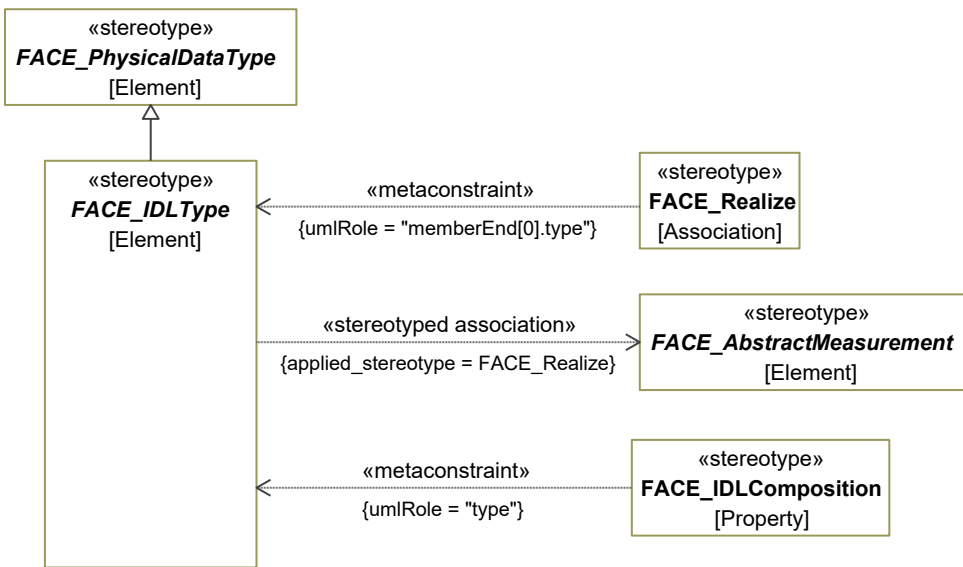 «stereotype»
FACE_PhysicalDataType
[Element]
«stereotype»
FACE_IDLType
[Element]
«metaconstraint»
{umlRole = "memberEnd[0].type"}
«stereotype»
FACE_Realize
[Association]
«stereotyped association»
{applied_stereotype = FACE_Realize}
«stereotype»
FACE_AbstractMeasurement
[Element]
«metaconstraint»
{umlRole = "type"}
«stereotype»
FACE_IDLComposition
[Property]